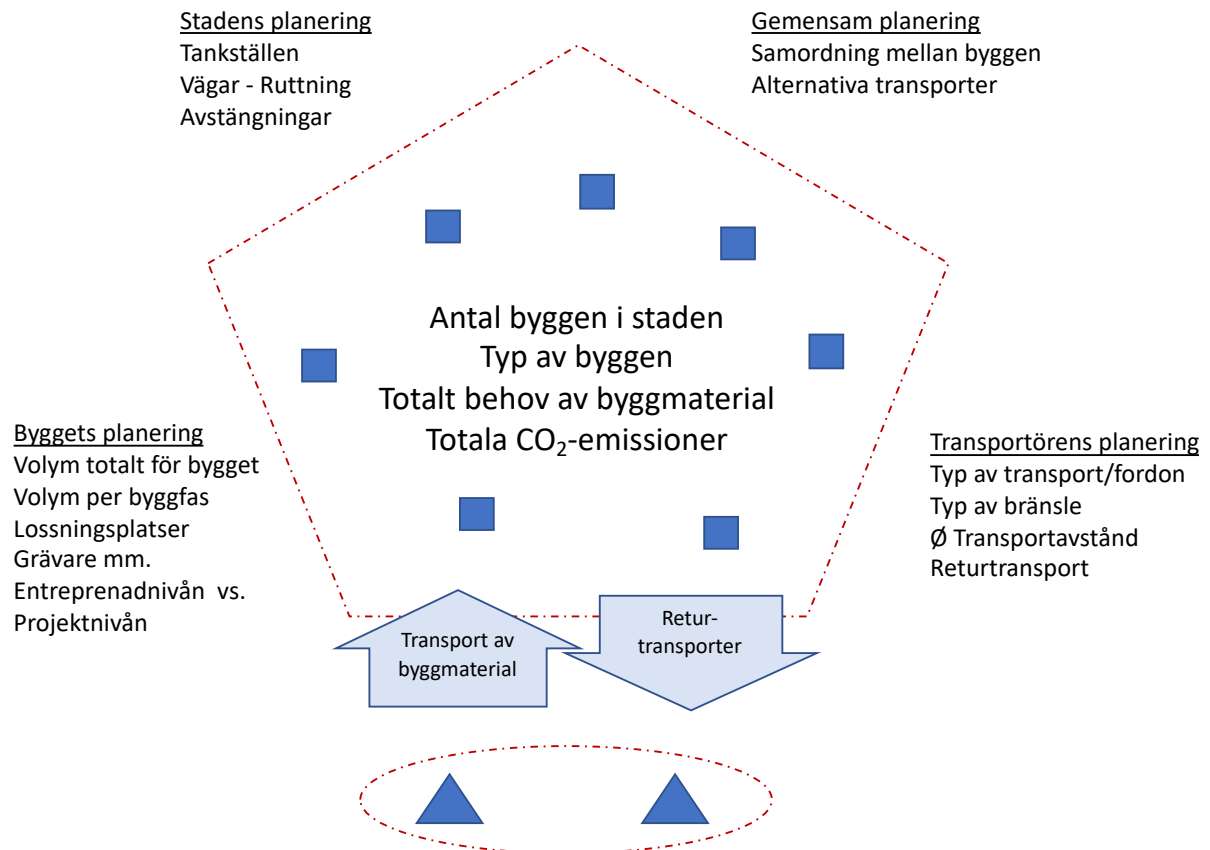 Stadens planering
Tankställen
Vägar - Ruttning
Avstängningar
Gemensam planering
Samordning mellan byggen
Alternativa transporter
Antal byggen i staden
Typ av byggen
Totalt behov av byggmaterial
Totala CO₂-emissioner
Byggets planering
Volym totalt för bygget
Volym per byggfas
Lossningsplatser
Grävare mm.
Entreprenadnivån  vs.
Projektnivån
Transportörens planering
Typ av transport/fordon
Typ av bränsle
Ø Transportavstånd
Returtransport
Transport av
byggmaterial
Retur-
transporter